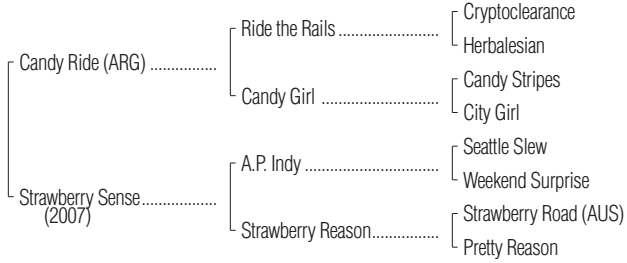 Cryptoclearance
Ride the Rails
Herbalesian
Candy Ride (ARG)
Candy Stripes
Candy Girl
City Girl
Seattle Slew
A.P. Indy
Weekend Surprise
Strawberry Sense
(2007)
Strawberry Road (AUS)
Strawberry Reason
Pretty Reason